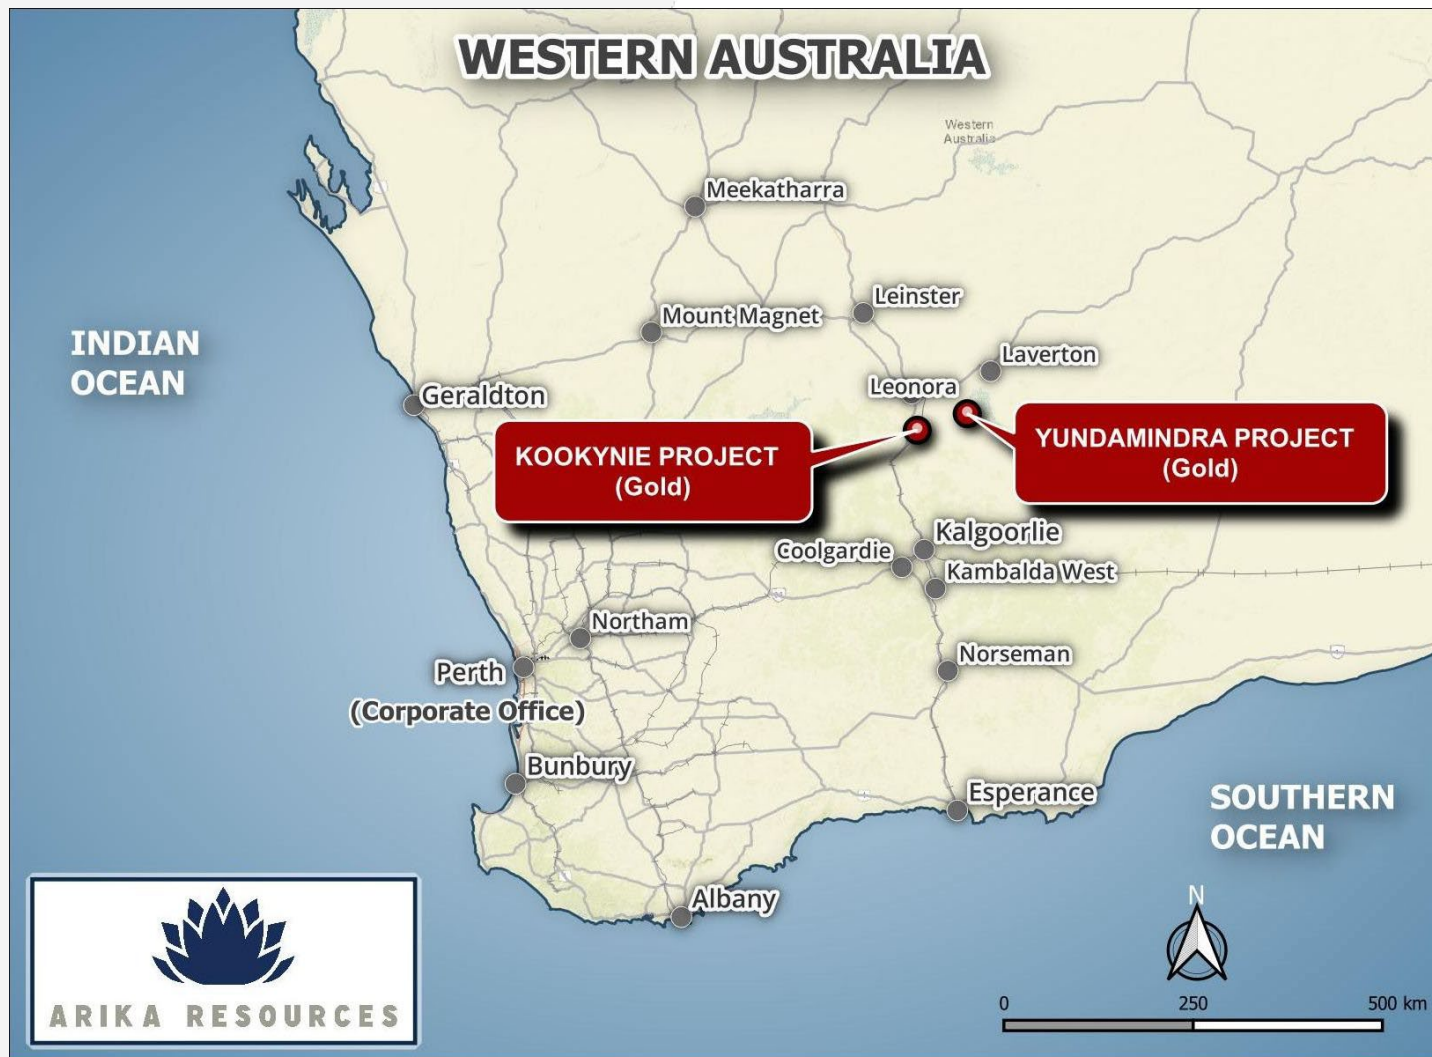 WESTERN AUSTRALIA
Western
Australia
Meekatharra
Leinster
Mount Magnet
INDIAN
OCEAN
Laverton
Leonora
Geraldton
KOOKYNIE PROJECT
(Gold)
YUNDAMINDRA PROJECT
(Gold)
Kalgoorlie
Coolgardie
Kambalda West
Northam
Norseman
Perth
(Corporate Office)
Bunbury
Esperance
SOUTHERN
OCEAN
Albany
N
ARIKA RESOURCES
0 250 500 km